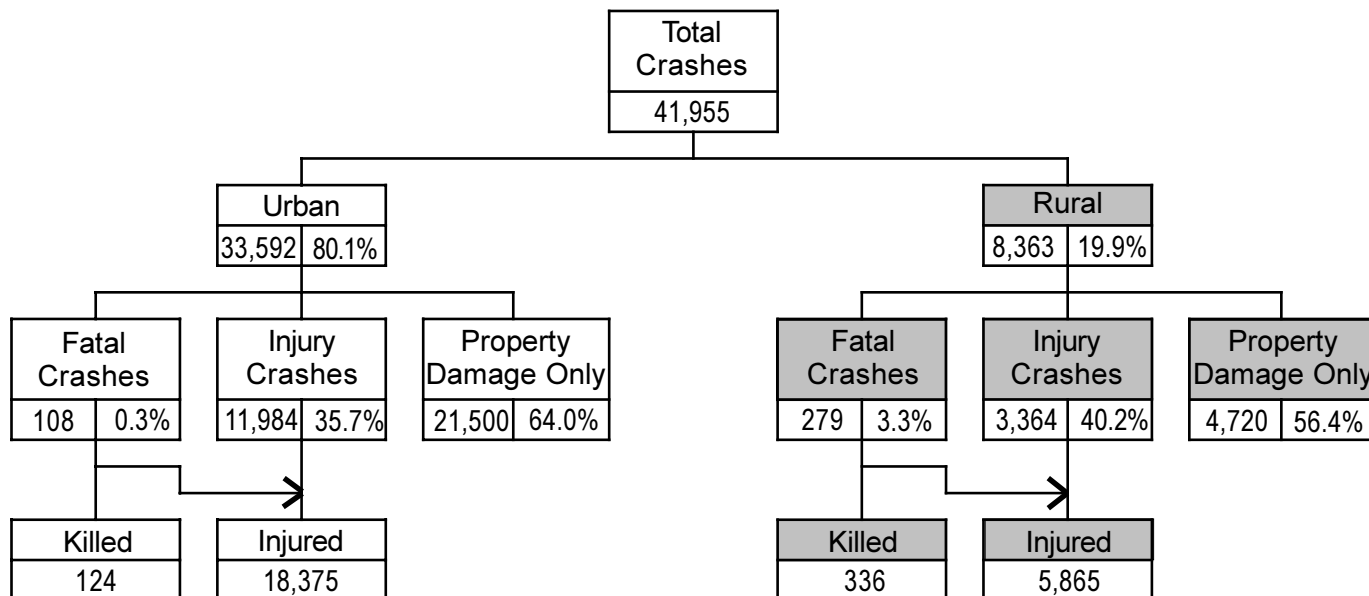 Total
Crashes
41,955
Urban
33,592 80.1%
Rural
8,363 19.9%
Fatal
Crashes
108 0.3%
Injury
Crashes
11,984 35.7%
Property
Damage Only
21,500 64.0%
Fatal
Crashes
279 3.3%
Injury
Crashes
3,364 40.2%
Property
Damage Only
4,720 56.4%
Killed
124
Injured
18,375
Killed
336
Injured
5,865